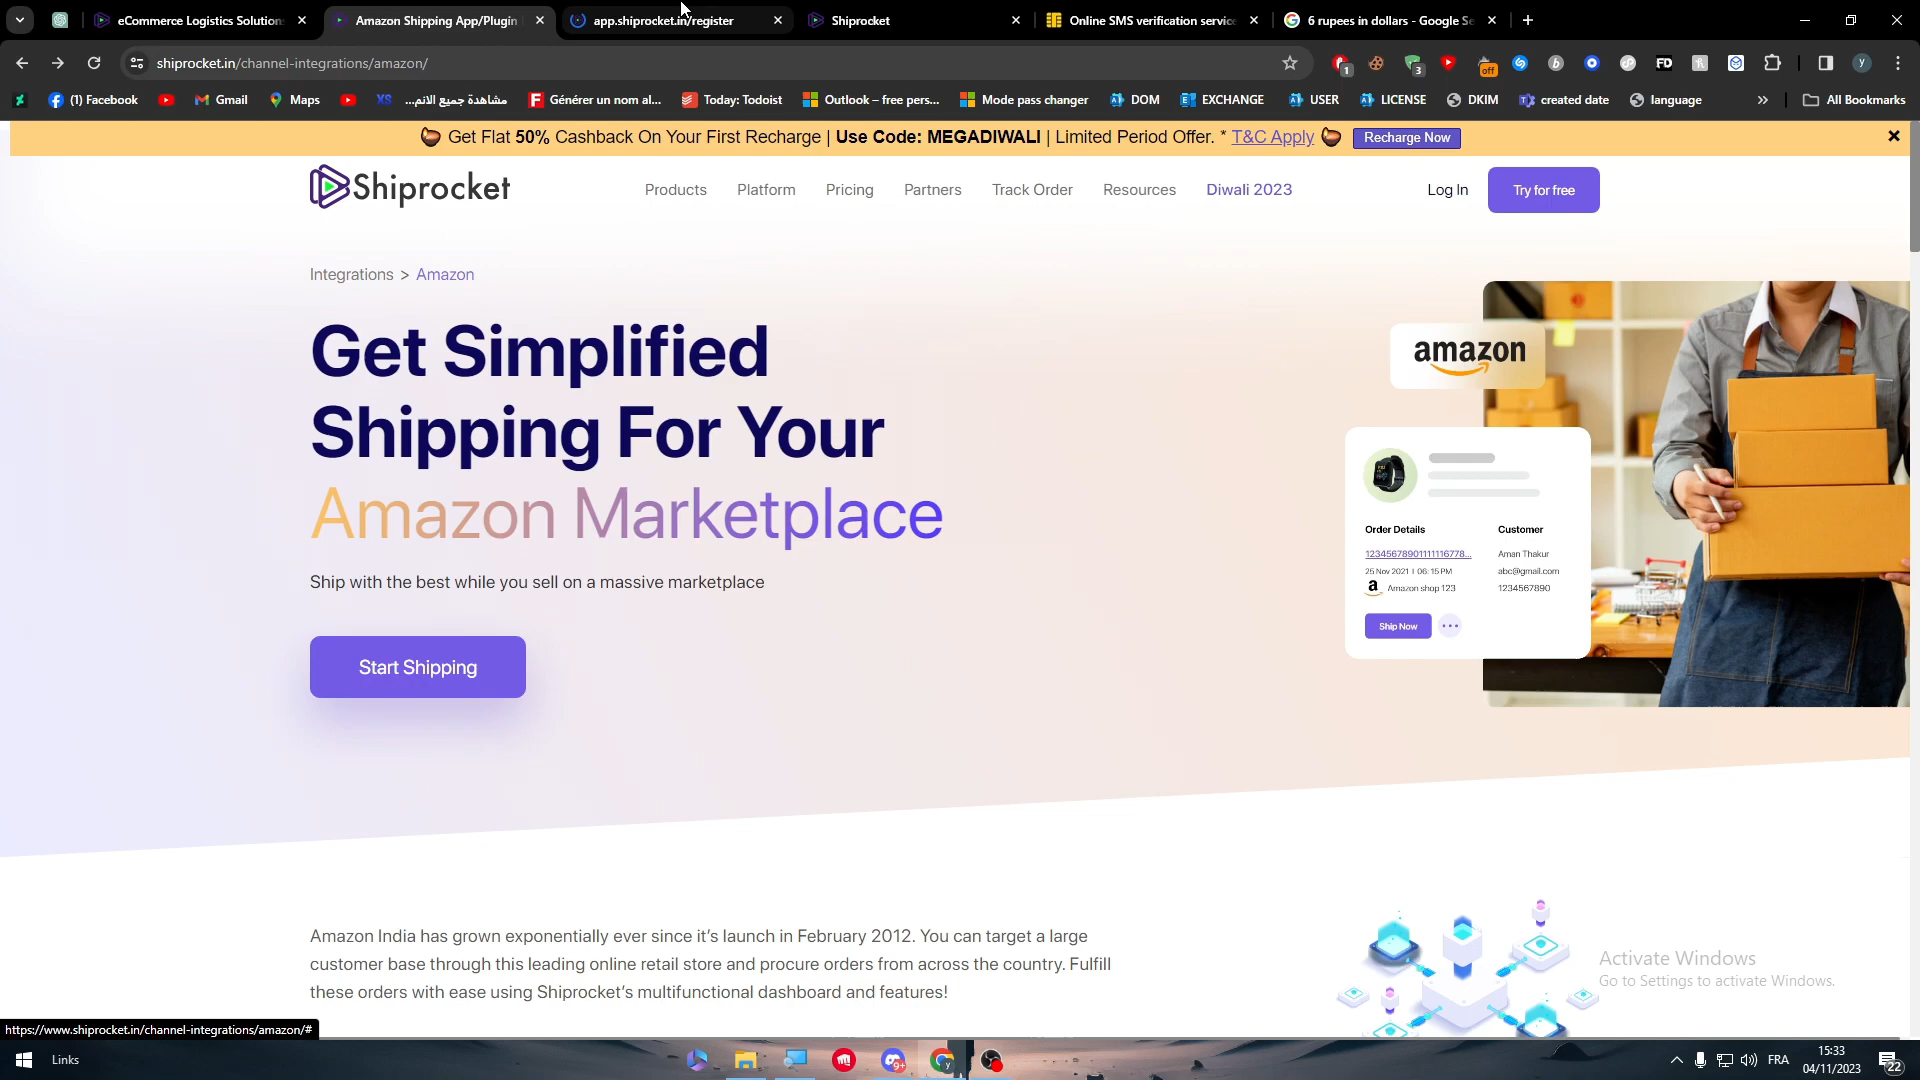 eCommerce Logistics Solution
Amazon Shipping App/Plugin
app.shiprocket.in/register
Shiprocket
Online SMS verification service
6 rupees in dollars - Google Se
shiprocket.in/channel-integrations/amazon/
1
3
off
FD
y
(1) Facebook
Gmail
Maps
XS
مشاهدة جميع الانم...
Générer un nom al...
Today: Todoist
Outlook – free pers...
Mode pass changer
DOM
EXCHANGE
USER
LICENSE
DKIM
created date
language
All Bookmarks
Get Flat 50% Cashback On Your First Recharge | Use Code: MEGADIWALI | Limited Period Offer. * T&C Apply
Recharge Now
Shiprocket
Products
Platform
Pricing
Partners
Track Order
Resources
Diwali 2023
Log In
Try for free
Integrations > Amazon
Get Simplified
Shipping For Your
Amazon Marketplace
Ship with the best while you sell on a massive marketplace
Start Shipping
amazon
Order Details
Customer
12345678901111116778...
Aman Thakur
25 Nov 2021 | 06:15 PM
abc@gmail.com
Amazon shop 123
1234567890
Ship Now
Amazon India has grown exponentially ever since it's launch in February 2012. You can target a large
customer base through this leading online retail store and procure orders from across the country. Fulfill
these orders with ease using Shiprocket's multifunctional dashboard and features!
Activate Windows
Go to Settings to activate Windows.
https://www.shiprocket.in/channel-integrations/amazon/#
Links
9+
FRA
15:33
04/11/2023
22